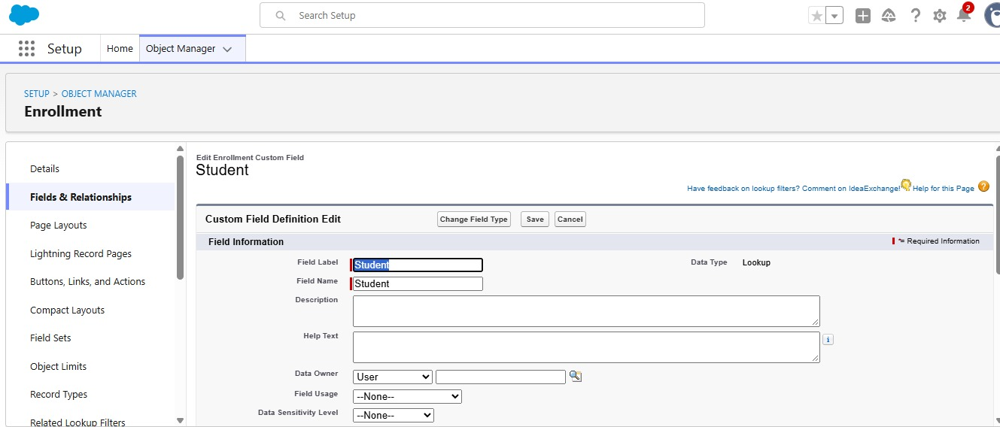 Search Setup
2
Setup
Home
Object Manager
SETUP > OBJECT MANAGER
Enrollment
Details
Fields & Relationships
Page Layouts
Lightning Record Pages
Buttons, Links, and Actions
Compact Layouts
Field Sets
Object Limits
Record Types
Related Lookup Filters
Edit Enrollment Custom Field
Student
Have feedback on lookup filters? Comment on IdeaExchange! Help for this Page ?
Custom Field Definition Edit Change Field Type Save Cancel
Field Information = Required Information
Field Label Student Data Type Lookup
Field Name Student
Description
Help Text i
Data Owner User
Field Usage --None--
Data Sensitivity Level --None--